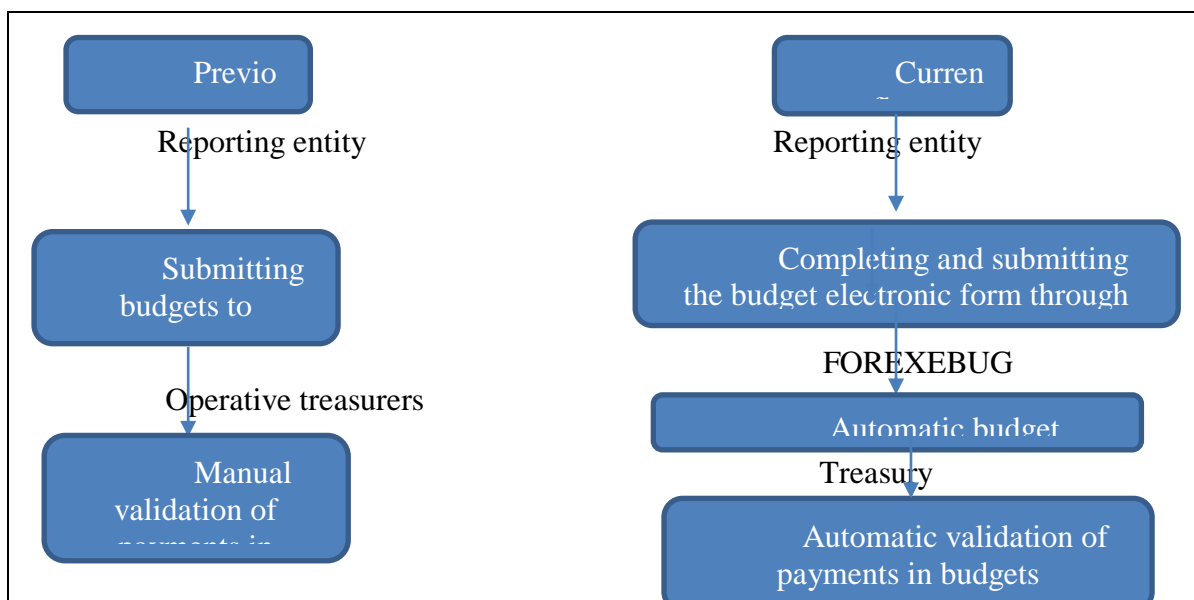 Previo
Reporting entity
Submitting
budgets to
Operative treasurers
Manual
validation of
Curren
Reporting entity
Completing and submitting
the budget electronic form through
FOREXEBUG
Automatic budget
Treasury
Automatic validation of
payments in budgets